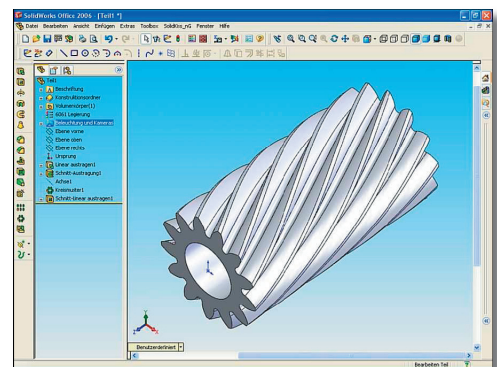 SolidWorks Office 2006 - [Teil1 *]
Datei Bearbeiten Ansicht Einfügen Extras Toolbox SolidKiss_nG Fenster Hilfe
Teil1
Beschriftung
Konstruktionsordner
Volumenkörper(1)
6061 Legierung
Beleuchtung und Kameras
Ebene vorne
Ebene oben
Ebene rechts
Ursprung
Linear austragen1
Schnitt-Austragung1
Achse1
Kreismuster1
Schnitt-Linear austragen1
Benutzerdefiniert
Bearbeiten Teil